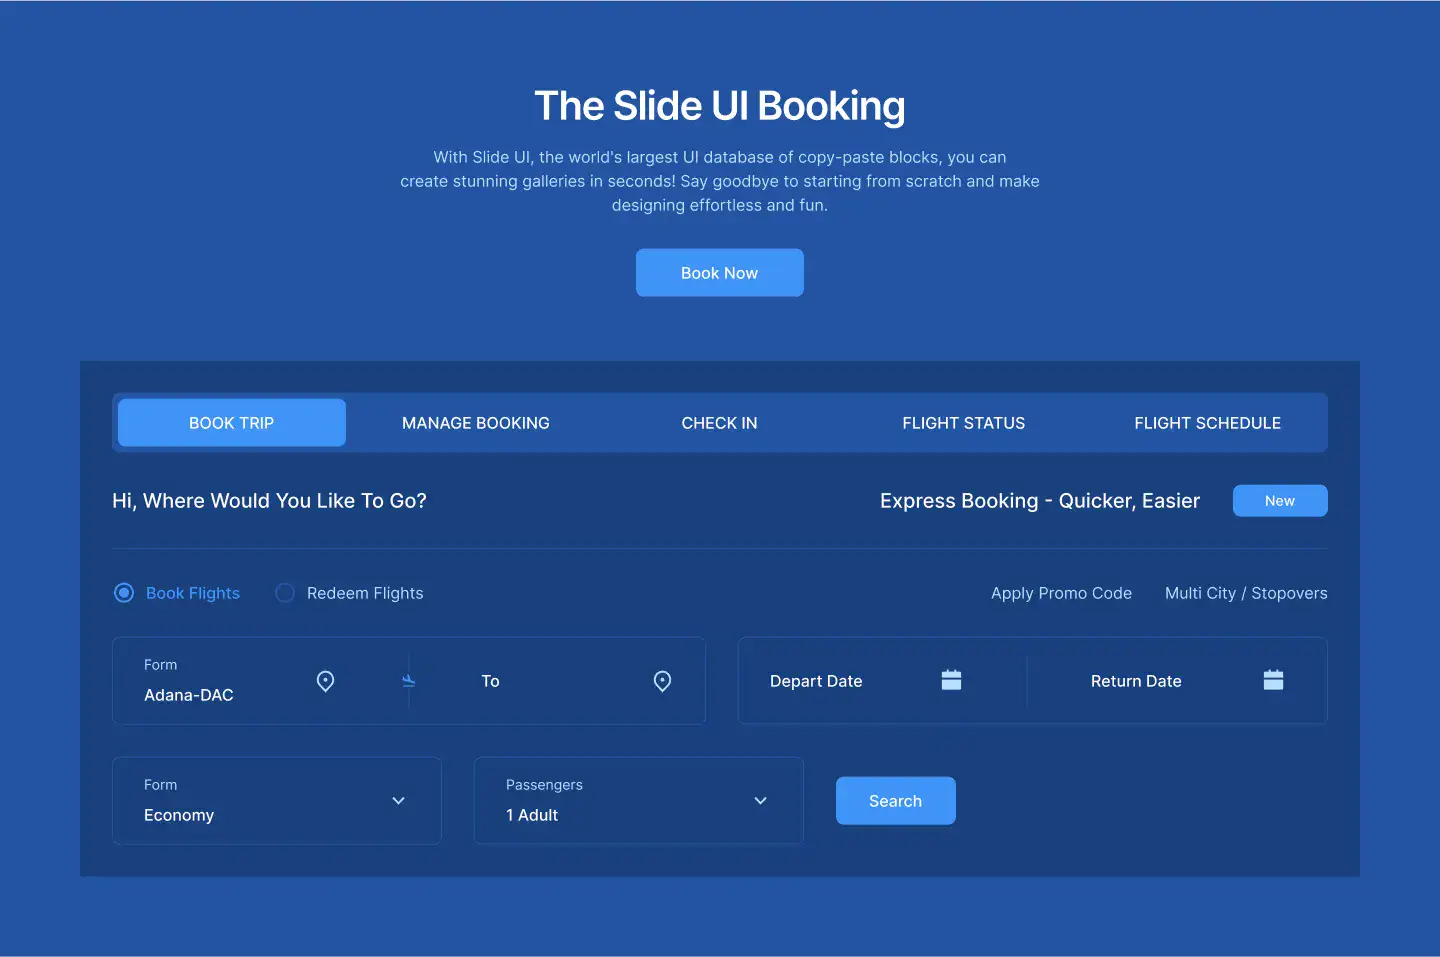 The Slide UI Booking
With Slide UI, the world's largest UI database of copy-paste blocks, you can
create stunning galleries in seconds! Say goodbye to starting from scratch and make
designing effortless and fun.
Book Now
BOOK TRIP MANAGE BOOKING CHECK IN FLIGHT STATUS FLIGHT SCHEDULE
Hi, Where Would You Like To Go? Express Booking - Quicker, Easier New
Book Flights Redeem Flights Apply Promo Code Multi City / Stopovers
Form
Adana-DAC
To
Depart Date
Return Date
Form
Economy
Passengers
1 Adult
Search